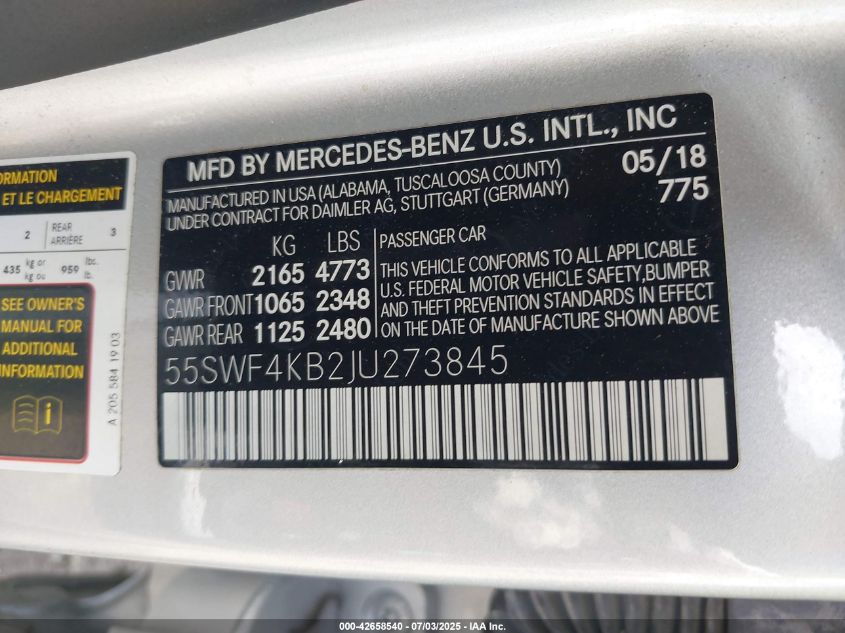 ORMATION
ET LE CHARGEMENT
2 REAR ARRIÈRE 3
435 kg or kg ou 959 lbs. lb.
SEE OWNER'S
MANUAL FOR
ADDITIONAL
INFORMATION
A 205 584 19 03
MFD BY MERCEDES-BENZ U.S. INTL., INC
MANUFACTURED IN USA (ALABAMA, TUSCALOOSA COUNTY)
UNDER CONTRACT FOR DAIMLER AG, STUTTGART (GERMANY)
05/18
775
KG LBS
GVWR 2165 4773
GAWR FRONT 1065 2348
GAWR REAR 1125 2480
PASSENGER CAR
THIS VEHICLE CONFORMS TO ALL APPLICABLE
U.S. FEDERAL MOTOR VEHICLE SAFETY, BUMPER
AND THEFT PREVENTION STANDARDS IN EFFECT
ON THE DATE OF MANUFACTURE SHOWN ABOVE
55SWF4KB2JU273845
000-42658540 - 07/03/2025 - IAAI.COM